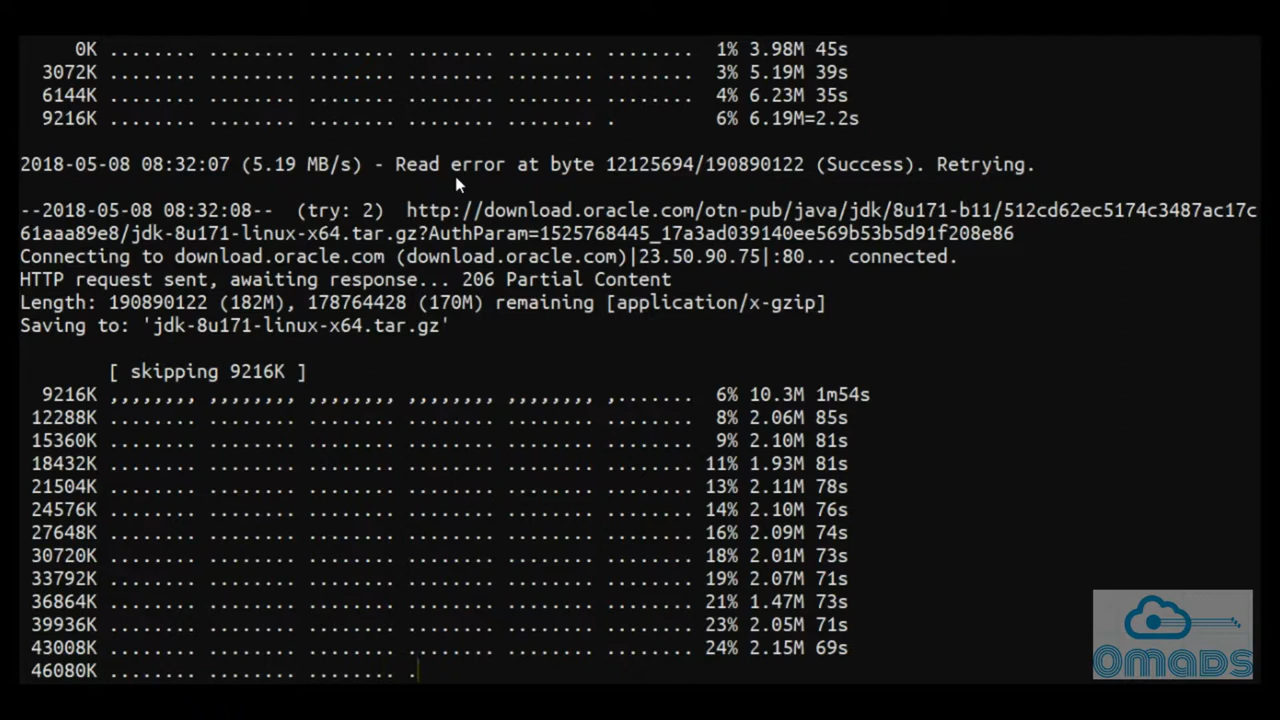 0K ........ ........ ........ ........ ........ ........ 1% 3.98M 45s
3072K ........ ........ ........ ........ ........ ........ 3% 5.19M 39s
6144K ........ ........ ........ ........ ........ ........ 4% 6.23M 35s
9216K ........ ........ ........ ........ ........ . 6% 6.19M=2.2s
2018-05-08 08:32:07 (5.19 MB/s) - Read error at byte 12125694/190890122 (Success). Retrying.
--2018-05-08 08:32:08-- (try: 2) http://download.oracle.com/otn-pub/java/jdk/8u171-b11/512cd62ec5174c3487ac17c
61aaa89e8/jdk-8u171-linux-x64.tar.gz?AuthParam=1525768445_17a3ad039140ee569b53b5d91f208e86
Connecting to download.oracle.com (download.oracle.com)|23.50.90.75|:80... connected.
HTTP request sent, awaiting response... 206 Partial Content
Length: 190890122 (182M), 178764428 (170M) remaining [application/x-gzip]
Saving to: 'jdk-8u171-linux-x64.tar.gz'
[ skipping 9216K ]
9216K ,,,,,,,, ,,,,,,,, ,,,,,,,, ,,,,,,,, ,,,,,,,, ,....... 6% 10.3M 1m54s
12288K ........ ........ ........ ........ ........ ........ 8% 2.06M 85s
15360K ........ ........ ........ ........ ........ ........ 9% 2.10M 81s
18432K ........ ........ ........ ........ ........ ........ 11% 1.93M 81s
21504K ........ ........ ........ ........ ........ ........ 13% 2.11M 78s
24576K ........ ........ ........ ........ ........ ........ 14% 2.10M 76s
27648K ........ ........ ........ ........ ........ ........ 16% 2.09M 74s
30720K ........ ........ ........ ........ ........ ........ 18% 2.01M 73s
33792K ........ ........ ........ ........ ........ ........ 19% 2.07M 71s
36864K ........ ........ ........ ........ ........ ........ 21% 1.47M 73s
39936K ........ ........ ........ ........ ........ ........ 23% 2.05M 71s
43008K ........ ........ ........ ........ ........ ........ 24% 2.15M 69s
46080K ........ ........ ........ .
Omads